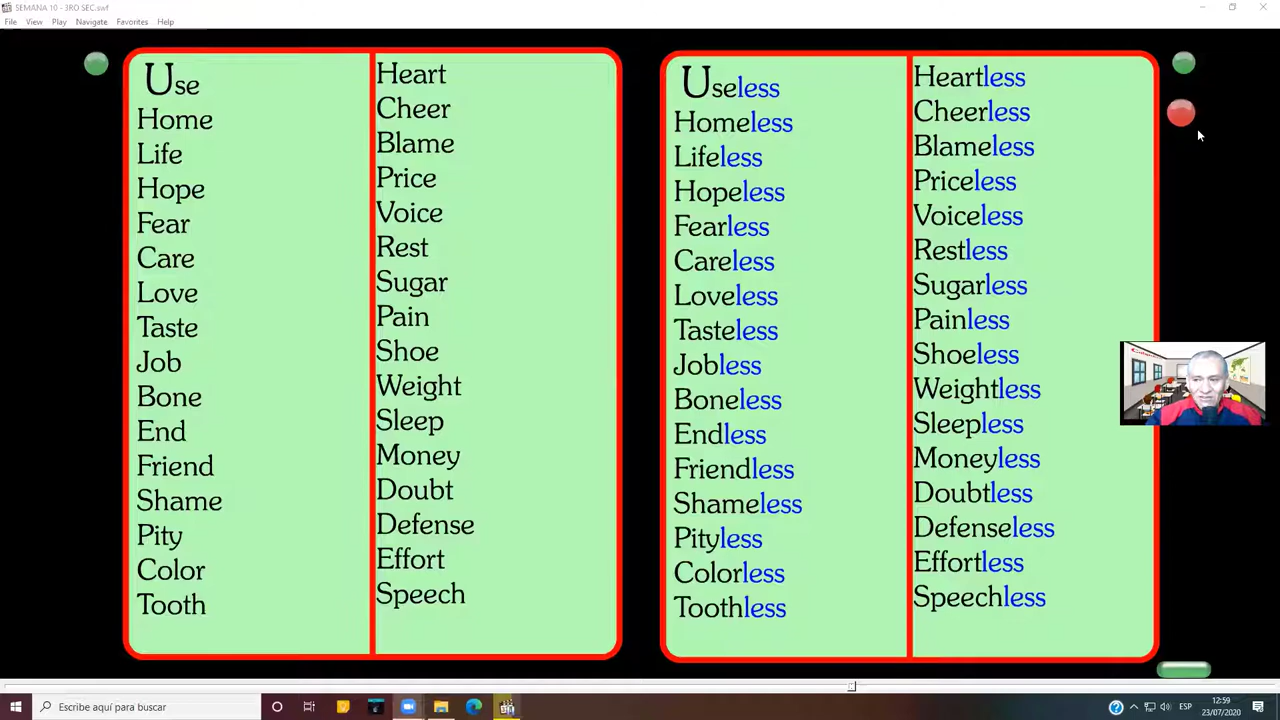 SEMANA 10 - 3RO SEC.swf
File View Play Navigate Favorites Help
Use
Home
Life
Hope
Fear
Care
Love
Taste
Job
Bone
End
Friend
Shame
Pity
Color
Tooth
Heart
Cheer
Blame
Price
Voice
Rest
Sugar
Pain
Shoe
Weight
Sleep
Money
Doubt
Defense
Effort
Speech
Useless
Homeless
Lifeless
Hopeless
Fearless
Careless
Loveless
Tasteless
Jobless
Boneless
Endless
Friendless
Shameless
Pityless
Colorless
Toothless
Heartless
Cheerless
Blameless
Priceless
Voiceless
Restless
Sugarless
Painless
Shoeless
Weightless
Sleepless
Moneyless
Doubtless
Defenseless
Effortless
Speechless
Escribe aquí para buscar
ESP
12:59
23/07/2020